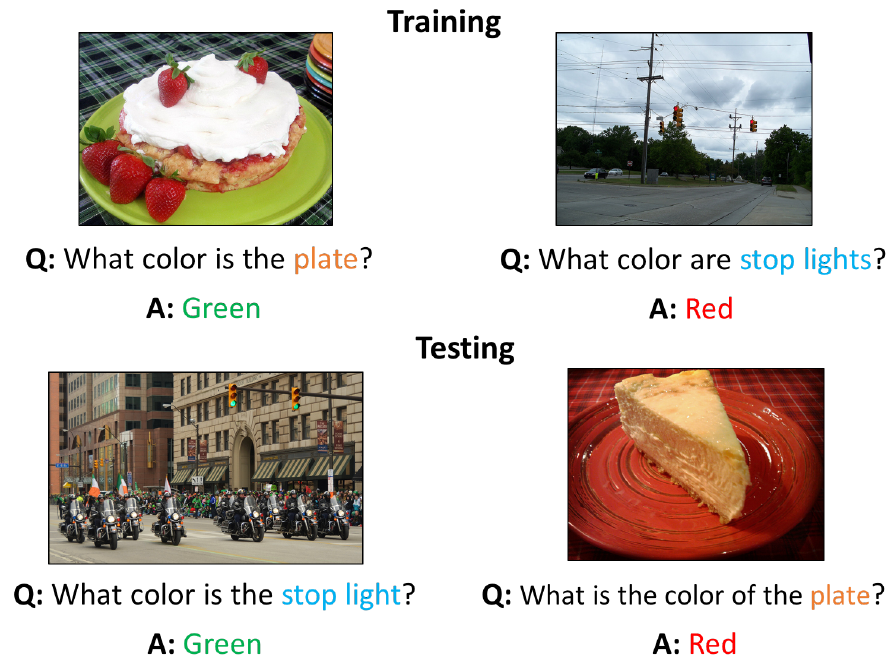 Training
Q: What color is the plate?
A: Green
Q: What color are stop lights?
A: Red
Testing
Q: What color is the stop light?
A: Green
Q: What is the color of the plate?
A: Red